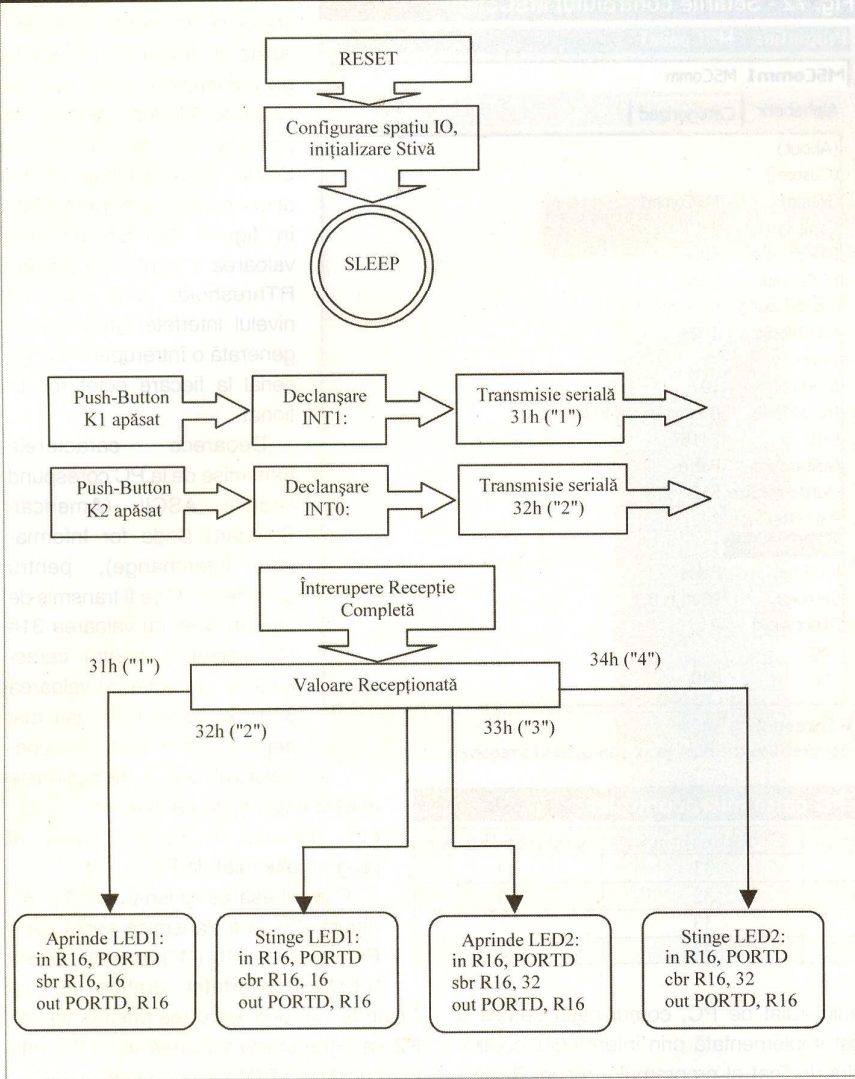 RESET
Configurare spațiu IO,
inițializare Stivă
SLEEP
Push-Button
K1 apăsat
Declanşare
INT1:
Transmisie serială
31h ("1")
Push-Button
K2 apăsat
Declanşare
INT0:
Transmisie serială
32h ("2")
Întrerupere Recepție
Completă
31h ("1")
34h ("4")
Valoare Recepționată
32h ("2")
33h ("3")
Aprinde LED1:
in R16, PORTD
sbr R16, 16
out PORTD, R16
Stinge LED1:
in R16, PORTD
cbr R16, 16
out PORTD, R16
Aprinde LED2:
in R16, PORTD
sbr R16, 32
out PORTD, R16
Stinge LED2:
in R16, PORTD
cbr R16, 32
out PORTD, R16